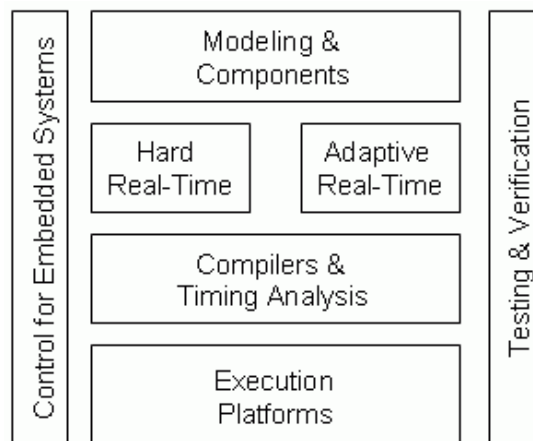 Control for Embedded Systems
Modeling &
Components
Hard
Real-Time
Adaptive
Real-Time
Compilers &
Timing Analysis
Execution
Platforms
Testing & Verification